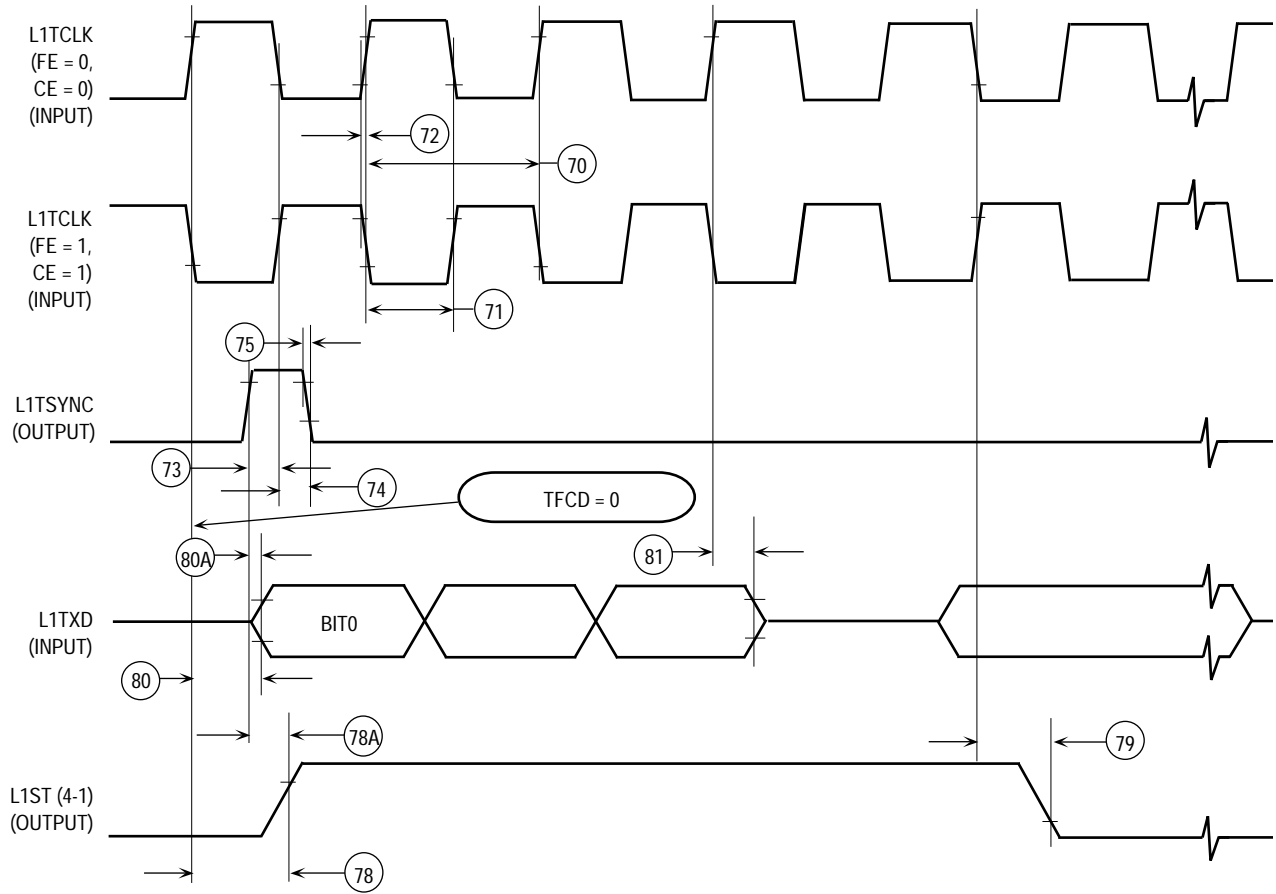 L1TCLK
(FE = 0,
CE = 0)
(INPUT)
72
70
L1TCLK
(FE = 1,
CE = 1)
(INPUT)
71
75
L1TSYNC
(OUTPUT)
73
74
TFCD = 0
80A
81
L1TXD
(INPUT)
BIT0
80
78A
79
L1ST (4-1)
(OUTPUT)
78